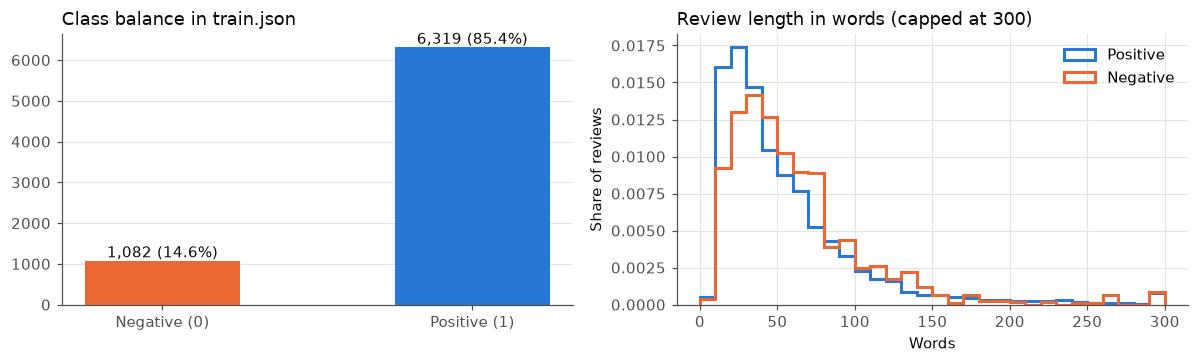 Class balance in train.json
6,319 (85.4%)
6000
5000
4000
3000
2000
1,082 (14.6%)
1000
0
Negative (0)
Positive (1)
Review length in words (capped at 300)
Positive
Negative
Share of reviews
0.0175
0.0150
0.0125
0.0100
0.0075
0.0050
0.0025
0.0000
0 50 100 150 200 250 300
Words